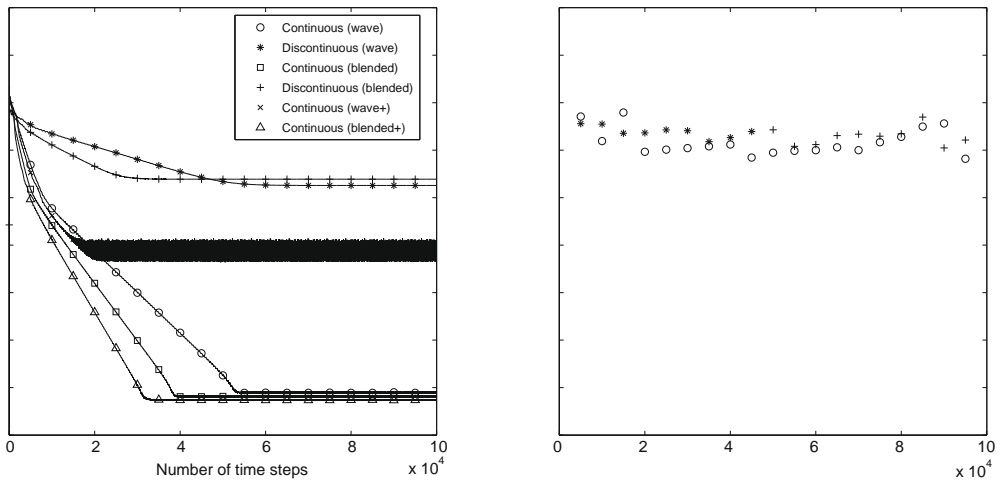 Continuous (wave)
Discontinuous (wave)
Continuous (blended)
Discontinuous (blended)
Continuous (wave+)
Continuous (blended+)
0 2 4 6 8 10
Number of time steps
x 10^4
0 2 4 6 8 10
x 10^4